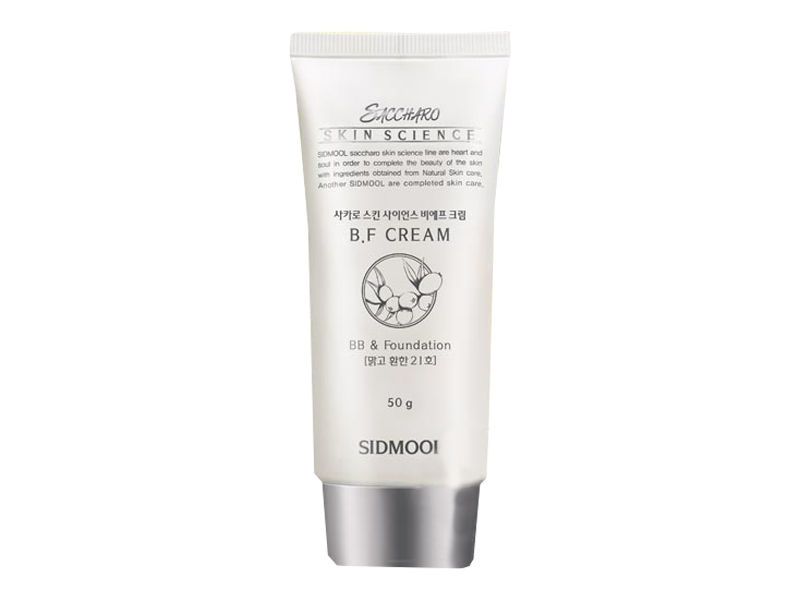 SACCHARO
SKIN SCIENCE
SIDMOOL saccharo skin science line are heart and
soul in order to complete the beauty of the skin
with ingredients obtained from Natural Skin care.
Another SIDMOOL are completed skin care.
사카로 스킨 사이언스 비에프 크림
B.F CREAM
BB & Foundation
[맑고 환한 21호]
50 g
SIDMOOL